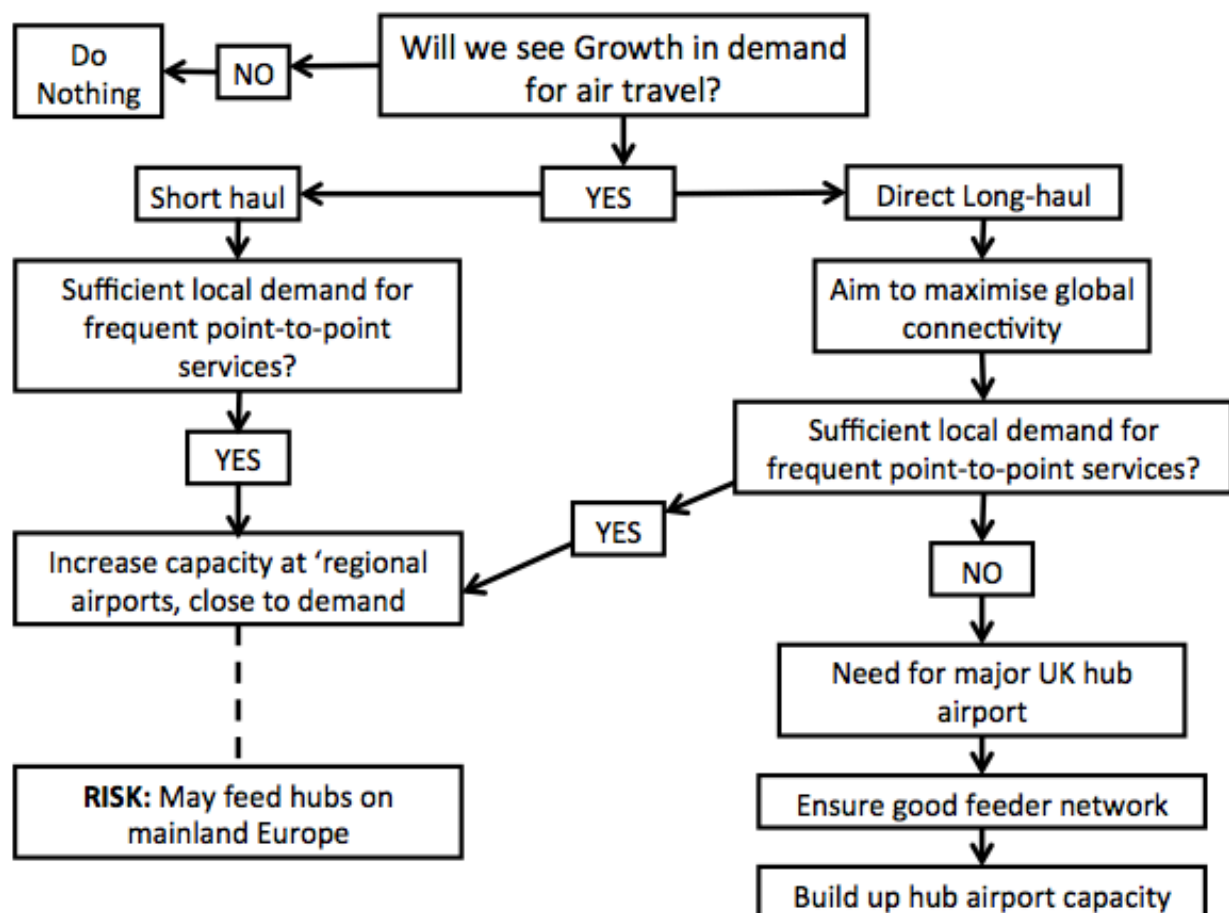 Do
Nothing
NO
Will we see Growth in demand
for air travel?
Short haul
YES
Direct Long-haul
Sufficient local demand for
frequent point-to-point
services?
Aim to maximise global
connectivity
YES
Sufficient local demand for
frequent point-to-point services?
YES
Increase capacity at ‘regional
airports, close to demand
NO
Need for major UK hub
airport
RISK: May feed hubs on
mainland Europe
Ensure good feeder network
Build up hub airport capacity